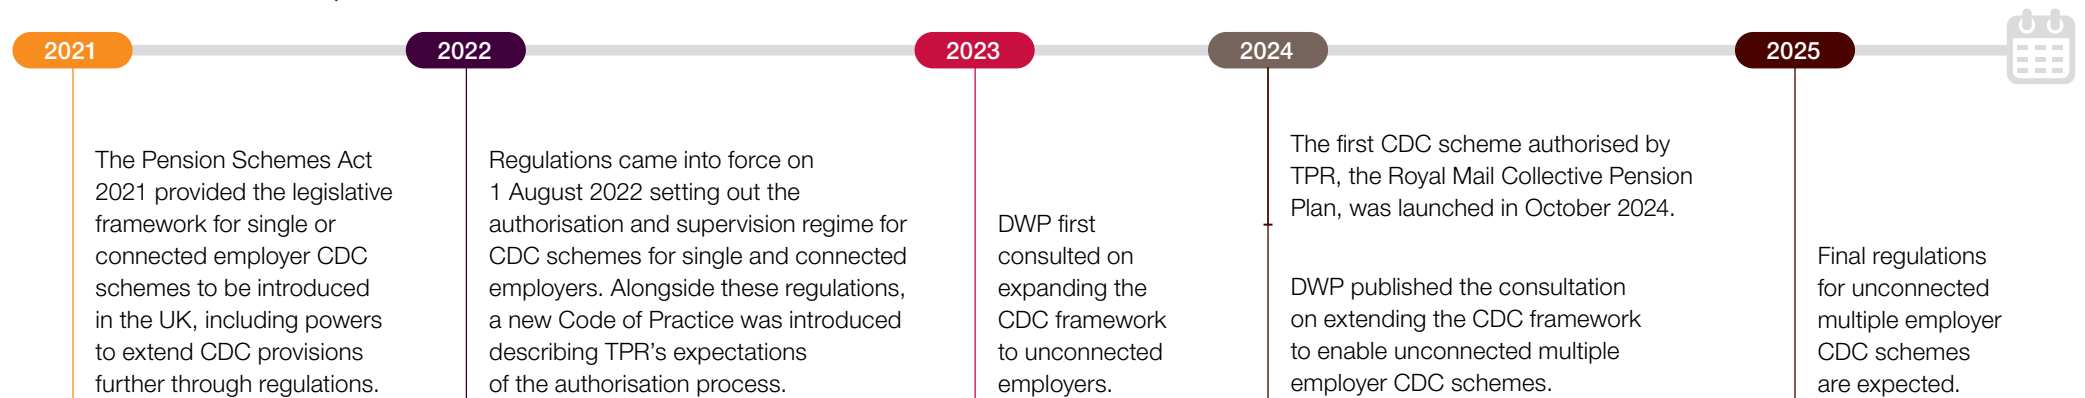 2021
The Pension Schemes Act
2021 provided the legislative
framework for single or
connected employer CDC
schemes to be introduced
in the UK, including powers
to extend CDC provisions
further through regulations.
2022
Regulations came into force on
1 August 2022 setting out the
authorisation and supervision regime for
CDC schemes for single and connected
employers. Alongside these regulations,
a new Code of Practice was introduced
describing TPR’s expectations
of the authorisation process.
2023
DWP first
consulted on
expanding the
CDC framework
to unconnected
employers.
2024
The first CDC scheme authorised by
TPR, the Royal Mail Collective Pension
Plan, was launched in October 2024.
DWP published the consultation
on extending the CDC framework
to enable unconnected multiple
employer CDC schemes.
2025
Final regulations
for unconnected
multiple employer
CDC schemes
are expected.